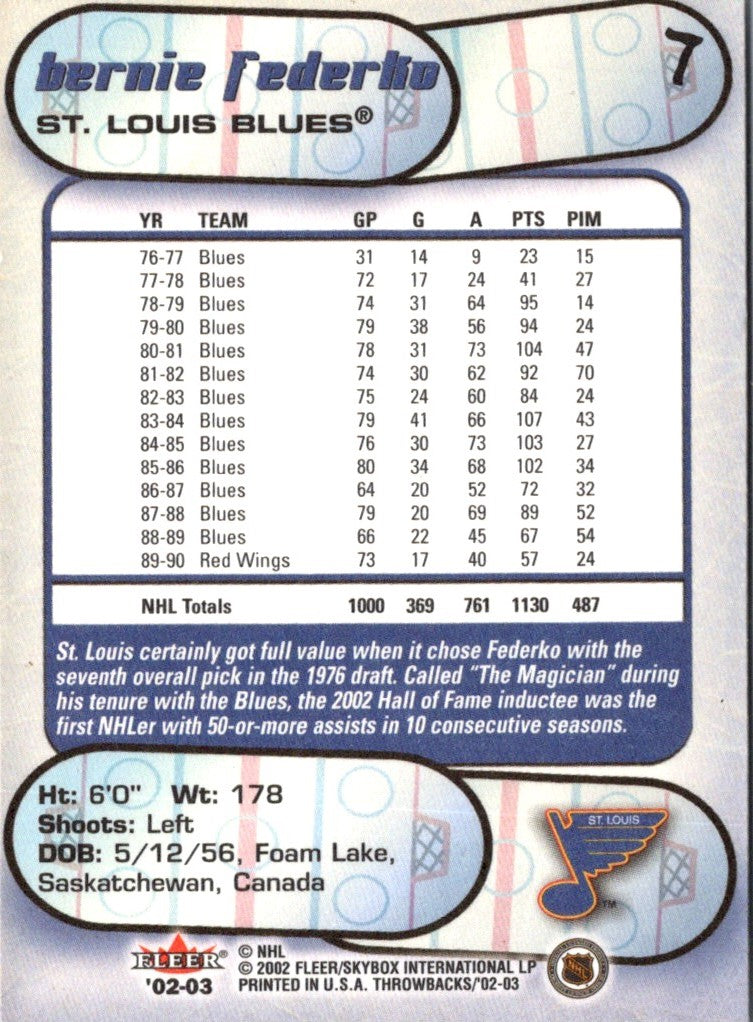 bernie federko
7
ST. LOUIS BLUES®
YR TEAM GP G A PTS PIM
76-77 Blues 31 14 9 23 15
77-78 Blues 72 17 24 41 27
78-79 Blues 74 31 64 95 14
79-80 Blues 79 38 56 94 24
80-81 Blues 78 31 73 104 47
81-82 Blues 74 30 62 92 70
82-83 Blues 75 24 60 84 24
83-84 Blues 79 41 66 107 43
84-85 Blues 76 30 73 103 27
85-86 Blues 80 34 68 102 34
86-87 Blues 64 20 52 72 32
87-88 Blues 79 20 69 89 52
88-89 Blues 66 22 45 67 54
89-90 Red Wings 73 17 40 57 24
NHL Totals 1000 369 761 1130 487
St. Louis certainly got full value when it chose Federko with the
seventh overall pick in the 1976 draft. Called "The Magician" during
his tenure with the Blues, the 2002 Hall of Fame inductee was the
first NHLer with 50-or-more assists in 10 consecutive seasons.
Ht: 6'0" Wt: 178
Shoots: Left
DOB: 5/12/56, Foam Lake,
Saskatchewan, Canada
ST. LOUIS
TM
FLEER®
'02-03
© NHL
© 2002 FLEER/SKYBOX INTERNATIONAL LP
PRINTED IN U.S.A. THROWBACKS/'02-03
NHL